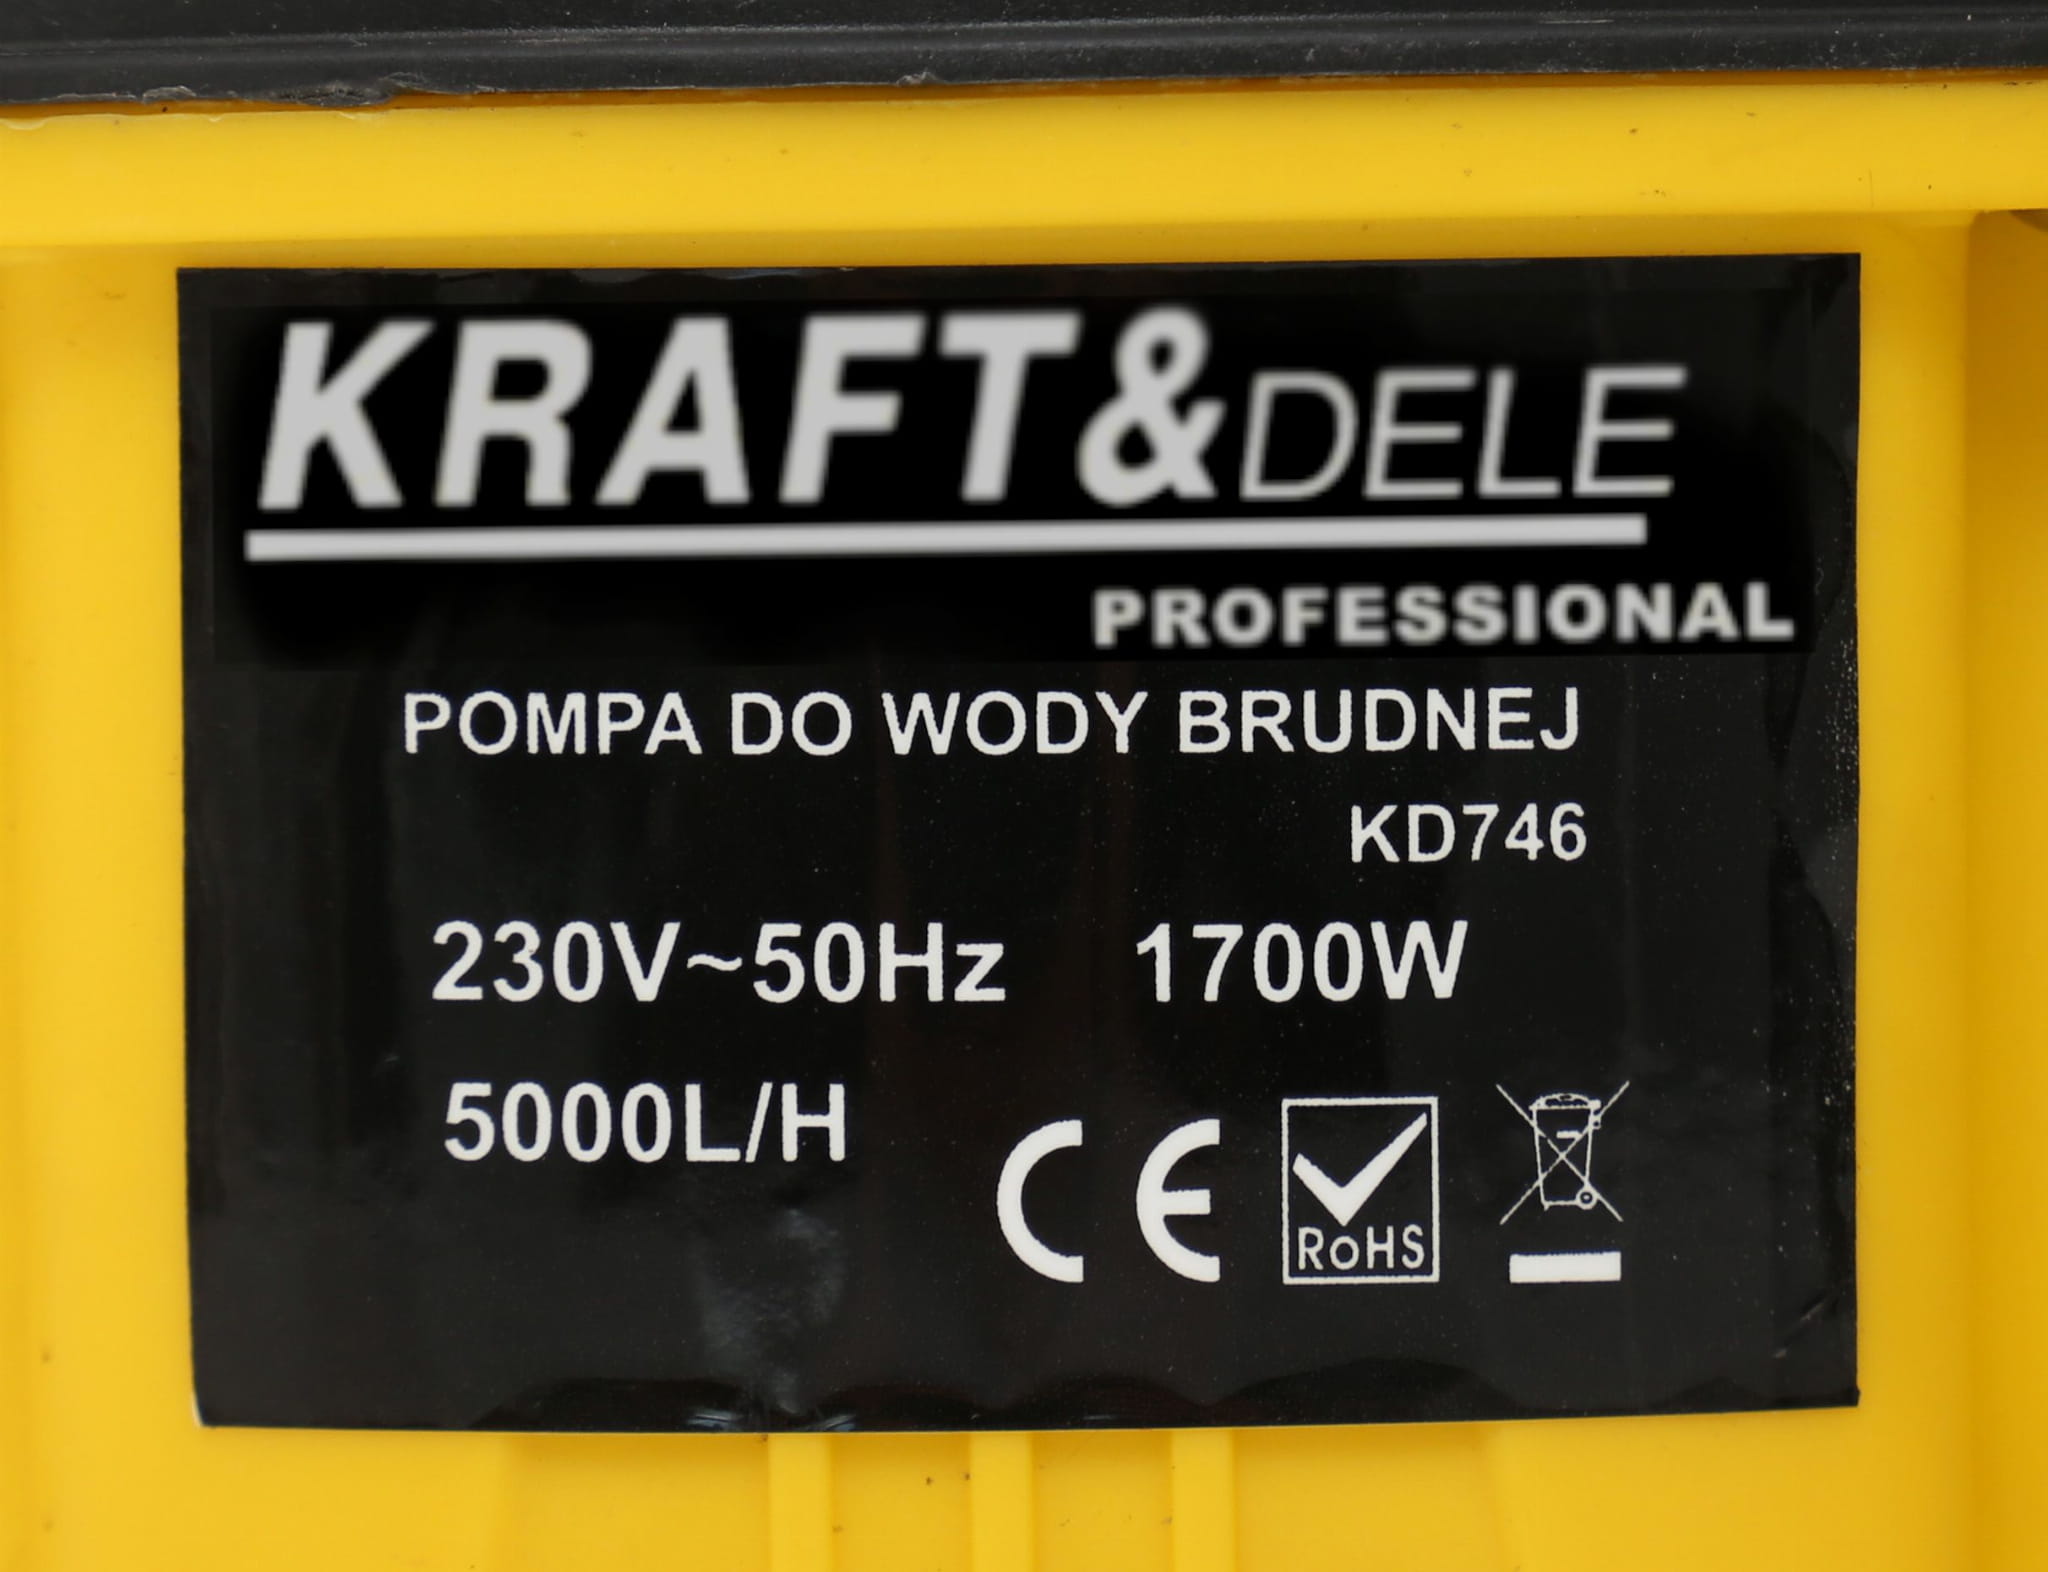 KRAFT&DELE
PROFESSIONAL
POMPA DO WODY BRUDNEJ
KD746
230V~50Hz 1700W
5000L/H
CE RoHS